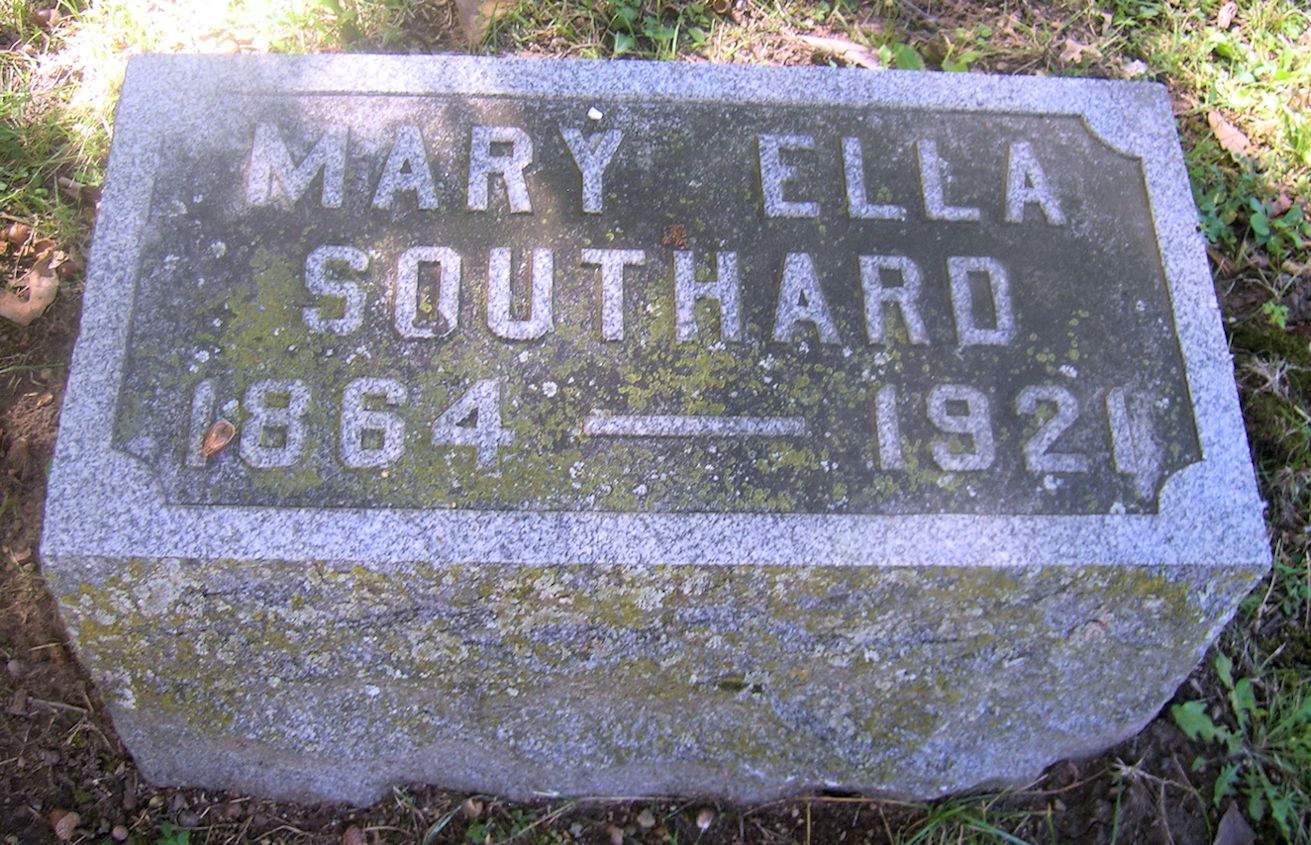 MARY ELLA
SOUTHARD
1864 — 1921